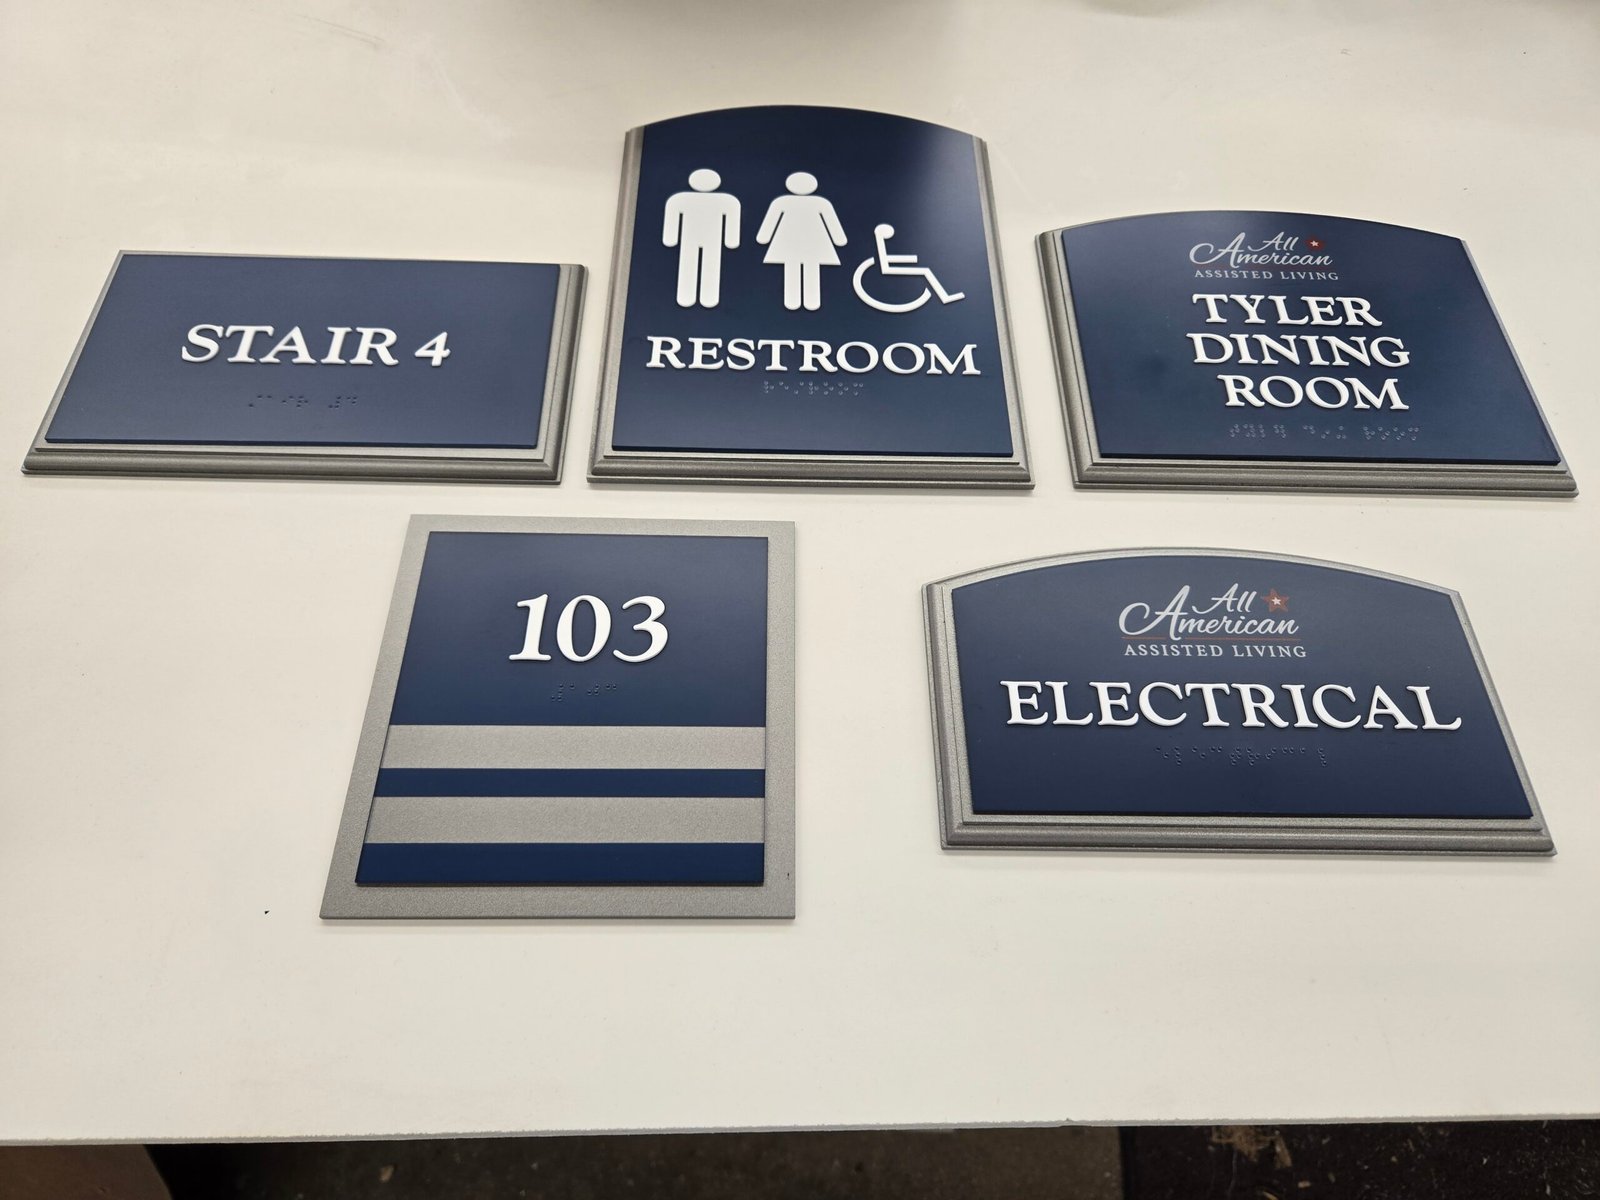 STAIR 4
RESTROOM
All
American
ASSISTED LIVING
TYLER
DINING
ROOM
103
All
American
ASSISTED LIVING
ELECTRICAL